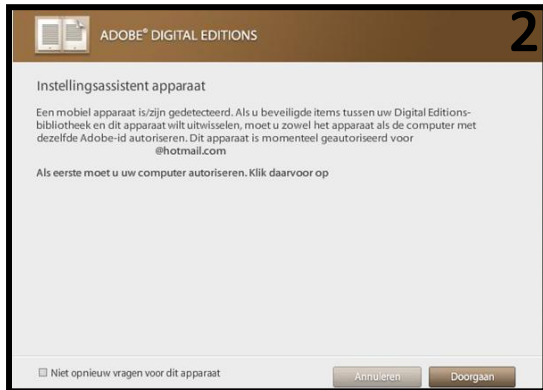 2
ADOBE® DIGITAL EDITIONS
Instellingsassistent apparaat
Een mobiel apparaat is/zijn gedetecteerd. Als u beveiligde items tussen uw Digital Editions-
bibliotheek en dit apparaat wilt uitwisselen, moet u zowel het apparaat als de computer met
dezelfde Adobe-id autoriseren. Dit apparaat is momenteel geautoriseerd voor
@hotmail.com
Als eerste moet u uw computer autoriseren. Klik daarvoor op
Niet opnieuw vragen voor dit apparaat
Annuleren
Doorgaan